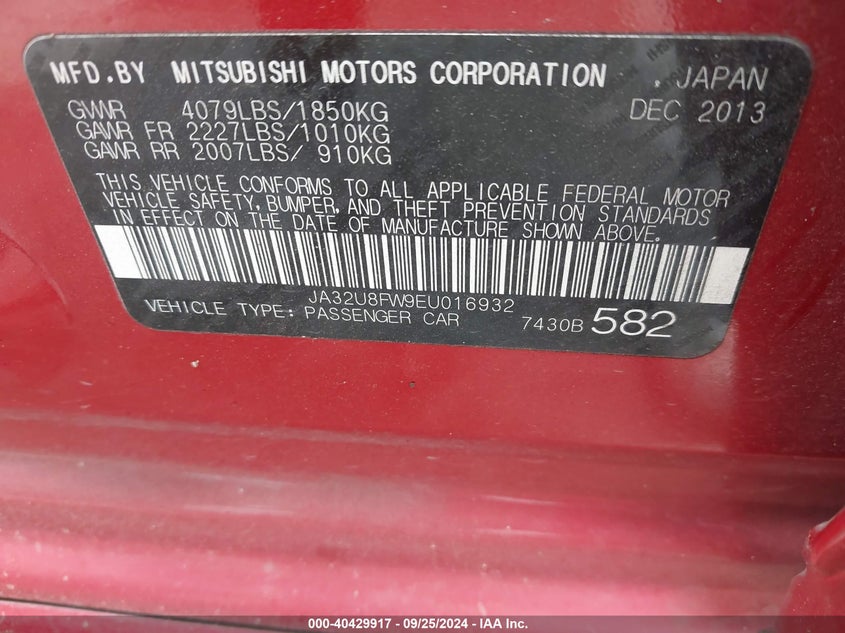 MFD.BY MITSUBISHI MOTORS CORPORATION . JAPAN
GVWR 4079LBS/1850KG DEC 2013
GAWR FR 2227LBS/1010KG
GAWR RR 2007LBS/ 910KG
THIS VEHICLE CONFORMS TO ALL APPLICABLE FEDERAL MOTOR
VEHICLE SAFETY, BUMPER, AND THEFT PREVENTION STANDARDS
IN EFFECT ON THE DATE OF MANUFACTURE SHOWN ABOVE.
JA32U8FW9EU016932
VEHICLE TYPE: PASSENGER CAR 7430B 582
000-40429917 - 09/25/2024 - IAA Inc.